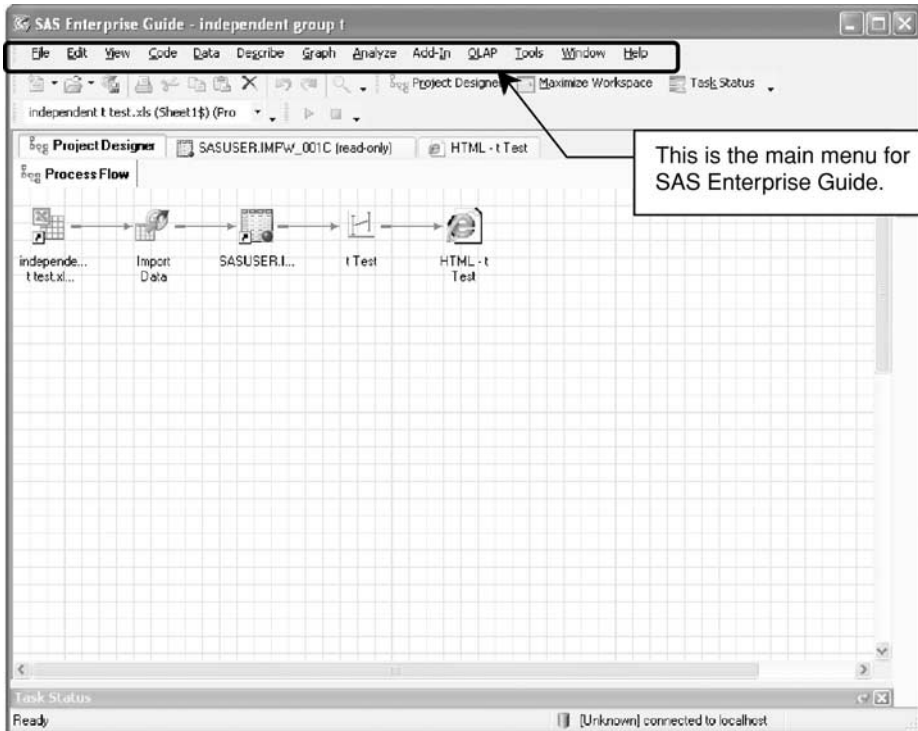 SAS Enterprise Guide - independent group t
File Edit View Code Data Describe Graph Analyze Add-In OLAP Tools Window Help
Project Designer Maximize Workspace Task Status
independent t test.xls (Sheet1$) (Pro
Project Designer SASUSER.IMPW_001C (read-only) HTML - t Test
This is the main menu for
SAS Enterprise Guide.
Process Flow
independe... Import SASUSER.I... t Test HTML - t
t test.xl... Data Test
Task Status
Ready [Unknown] connected to localhost